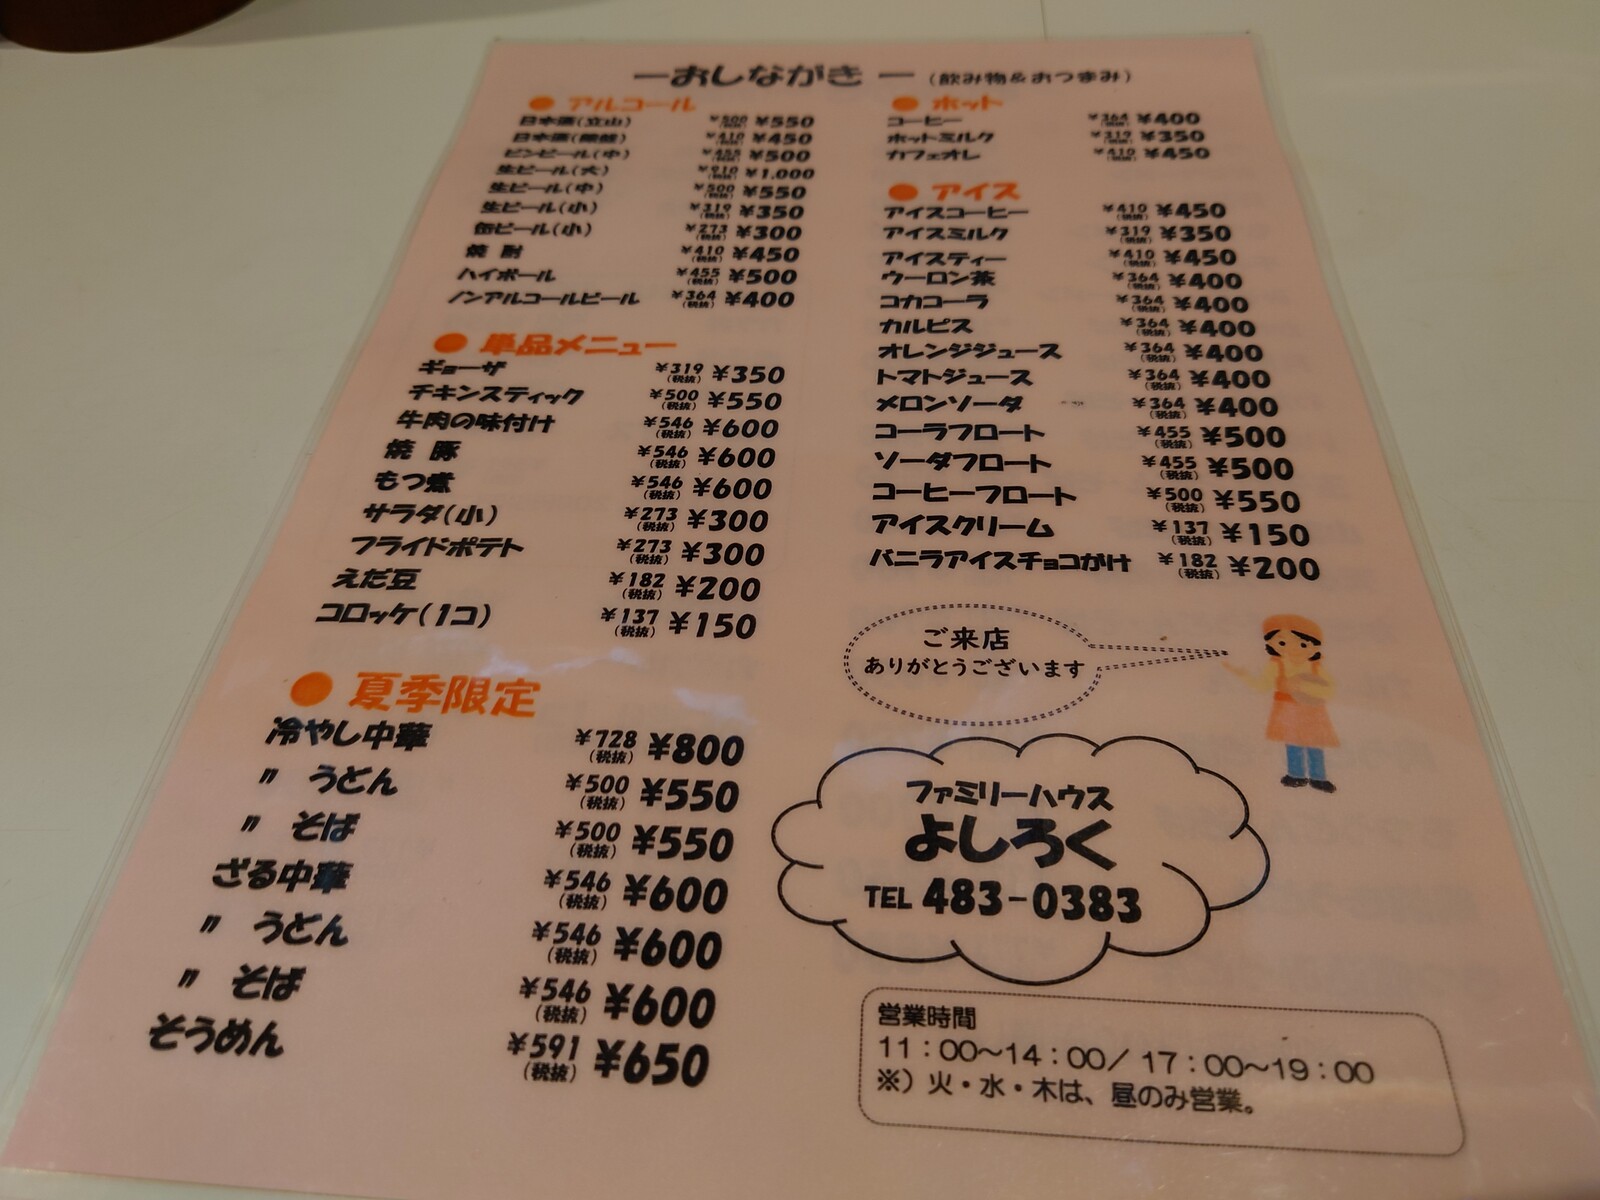 ーおしながきー（飲み物&おつまみ）
● アルコール
日本酒(立山) ¥500(税抜) ¥550
日本酒 ¥410(税抜) ¥450
ビンビール(中) ¥455(税抜) ¥500
生ビール(大) ¥910(税抜) ¥1.000
生ビール(中) ¥500(税抜) ¥550
生ビール(小) ¥319(税抜) ¥350
缶ビール(小) ¥273(税抜) ¥300
焼 酎 ¥410(税抜) ¥450
ハイボール ¥455(税抜) ¥500
ノンアルコールビール ¥364(税抜) ¥400
● 単品メニュー
ギョーザ ¥319(税抜) ¥350
チキンスティック ¥500(税抜) ¥550
牛肉の味付け ¥546(税抜) ¥600
焼 豚 ¥546(税抜) ¥600
もつ煮 ¥546(税抜) ¥600
サラダ(小) ¥273(税抜) ¥300
フライドポテト ¥273(税抜) ¥300
えだ豆 ¥182(税抜) ¥200
コロッケ(1コ) ¥137(税抜) ¥150
● 夏季限定
冷やし中華 ¥728(税抜) ¥800
〃 うどん ¥500(税抜) ¥550
〃 そば ¥500(税抜) ¥550
ざる中華 ¥546(税抜) ¥600
〃 うどん ¥546(税抜) ¥600
〃 そば ¥546(税抜) ¥600
そうめん ¥591(税抜) ¥650
● ホット
コーヒー ¥364(税抜) ¥400
ホットミルク ¥319(税抜) ¥350
カフェオレ ¥410(税抜) ¥450
● アイス
アイスコーヒー ¥410(税抜) ¥450
アイスミルク ¥319(税抜) ¥350
アイスティー ¥410(税抜) ¥450
ウーロン茶 ¥364(税抜) ¥400
コカコーラ ¥364(税抜) ¥400
カルピス ¥364(税抜) ¥400
オレンジジュース ¥364(税抜) ¥400
トマトジュース ¥364(税抜) ¥400
メロンソーダ ¥364(税抜) ¥400
コーラフロート ¥455(税抜) ¥500
ソーダフロート ¥455(税抜) ¥500
コーヒーフロート ¥500(税抜) ¥550
アイスクリーム ¥137(税抜) ¥150
バニラアイスチョコがけ ¥182(税抜) ¥200
ご来店
ありがとうございます
ファミリーハウス
よしろく
TEL 483-0383
営業時間
11：00～14：00/ 17：00～19：00
※）火・水・木は、昼のみ営業。